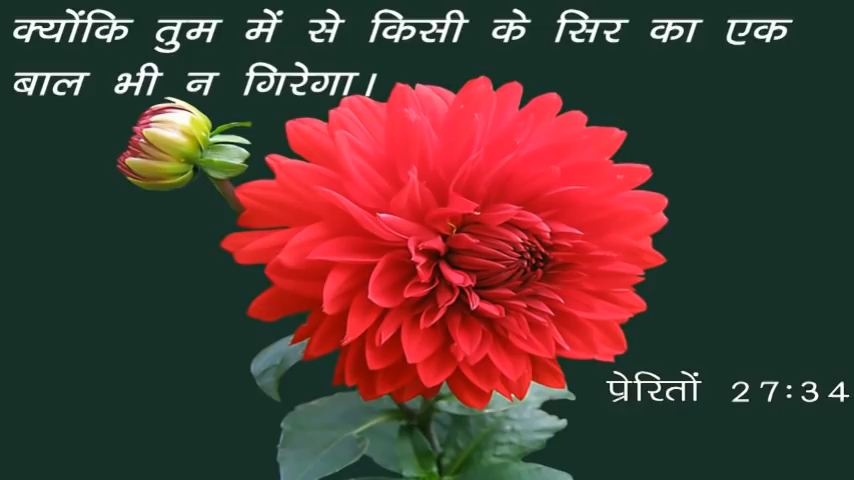 क्योंकि तुम में से किसी के सिर का एक
बाल भी न गिरेगा।
प्रेरितों 27:34